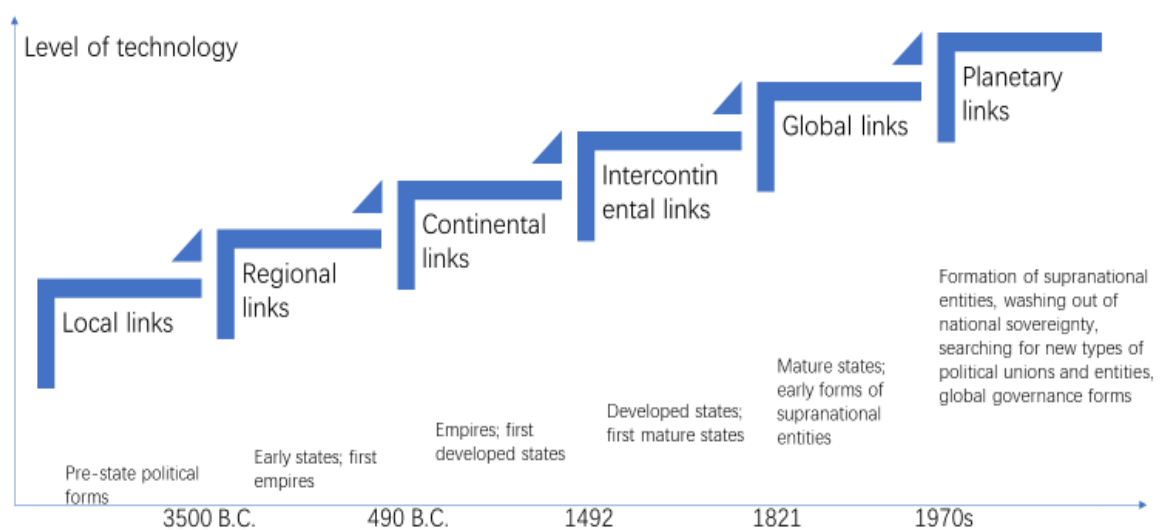 Level of technology
Planetary
links
Global links
Intercontin
ental links
Continental
links
Regional
links
Local links
Formation of supranational
entities, washing out of
national sovereignty,
searching for new types of
political unions and entities,
global governance forms
Mature states;
early forms of
supranational
entities
Developed states;
first mature states
Empires; first
developed states
Early states; first
empires
Pre-state political
forms
3500 B.C.
490 B.C.
1492
1821
1970s